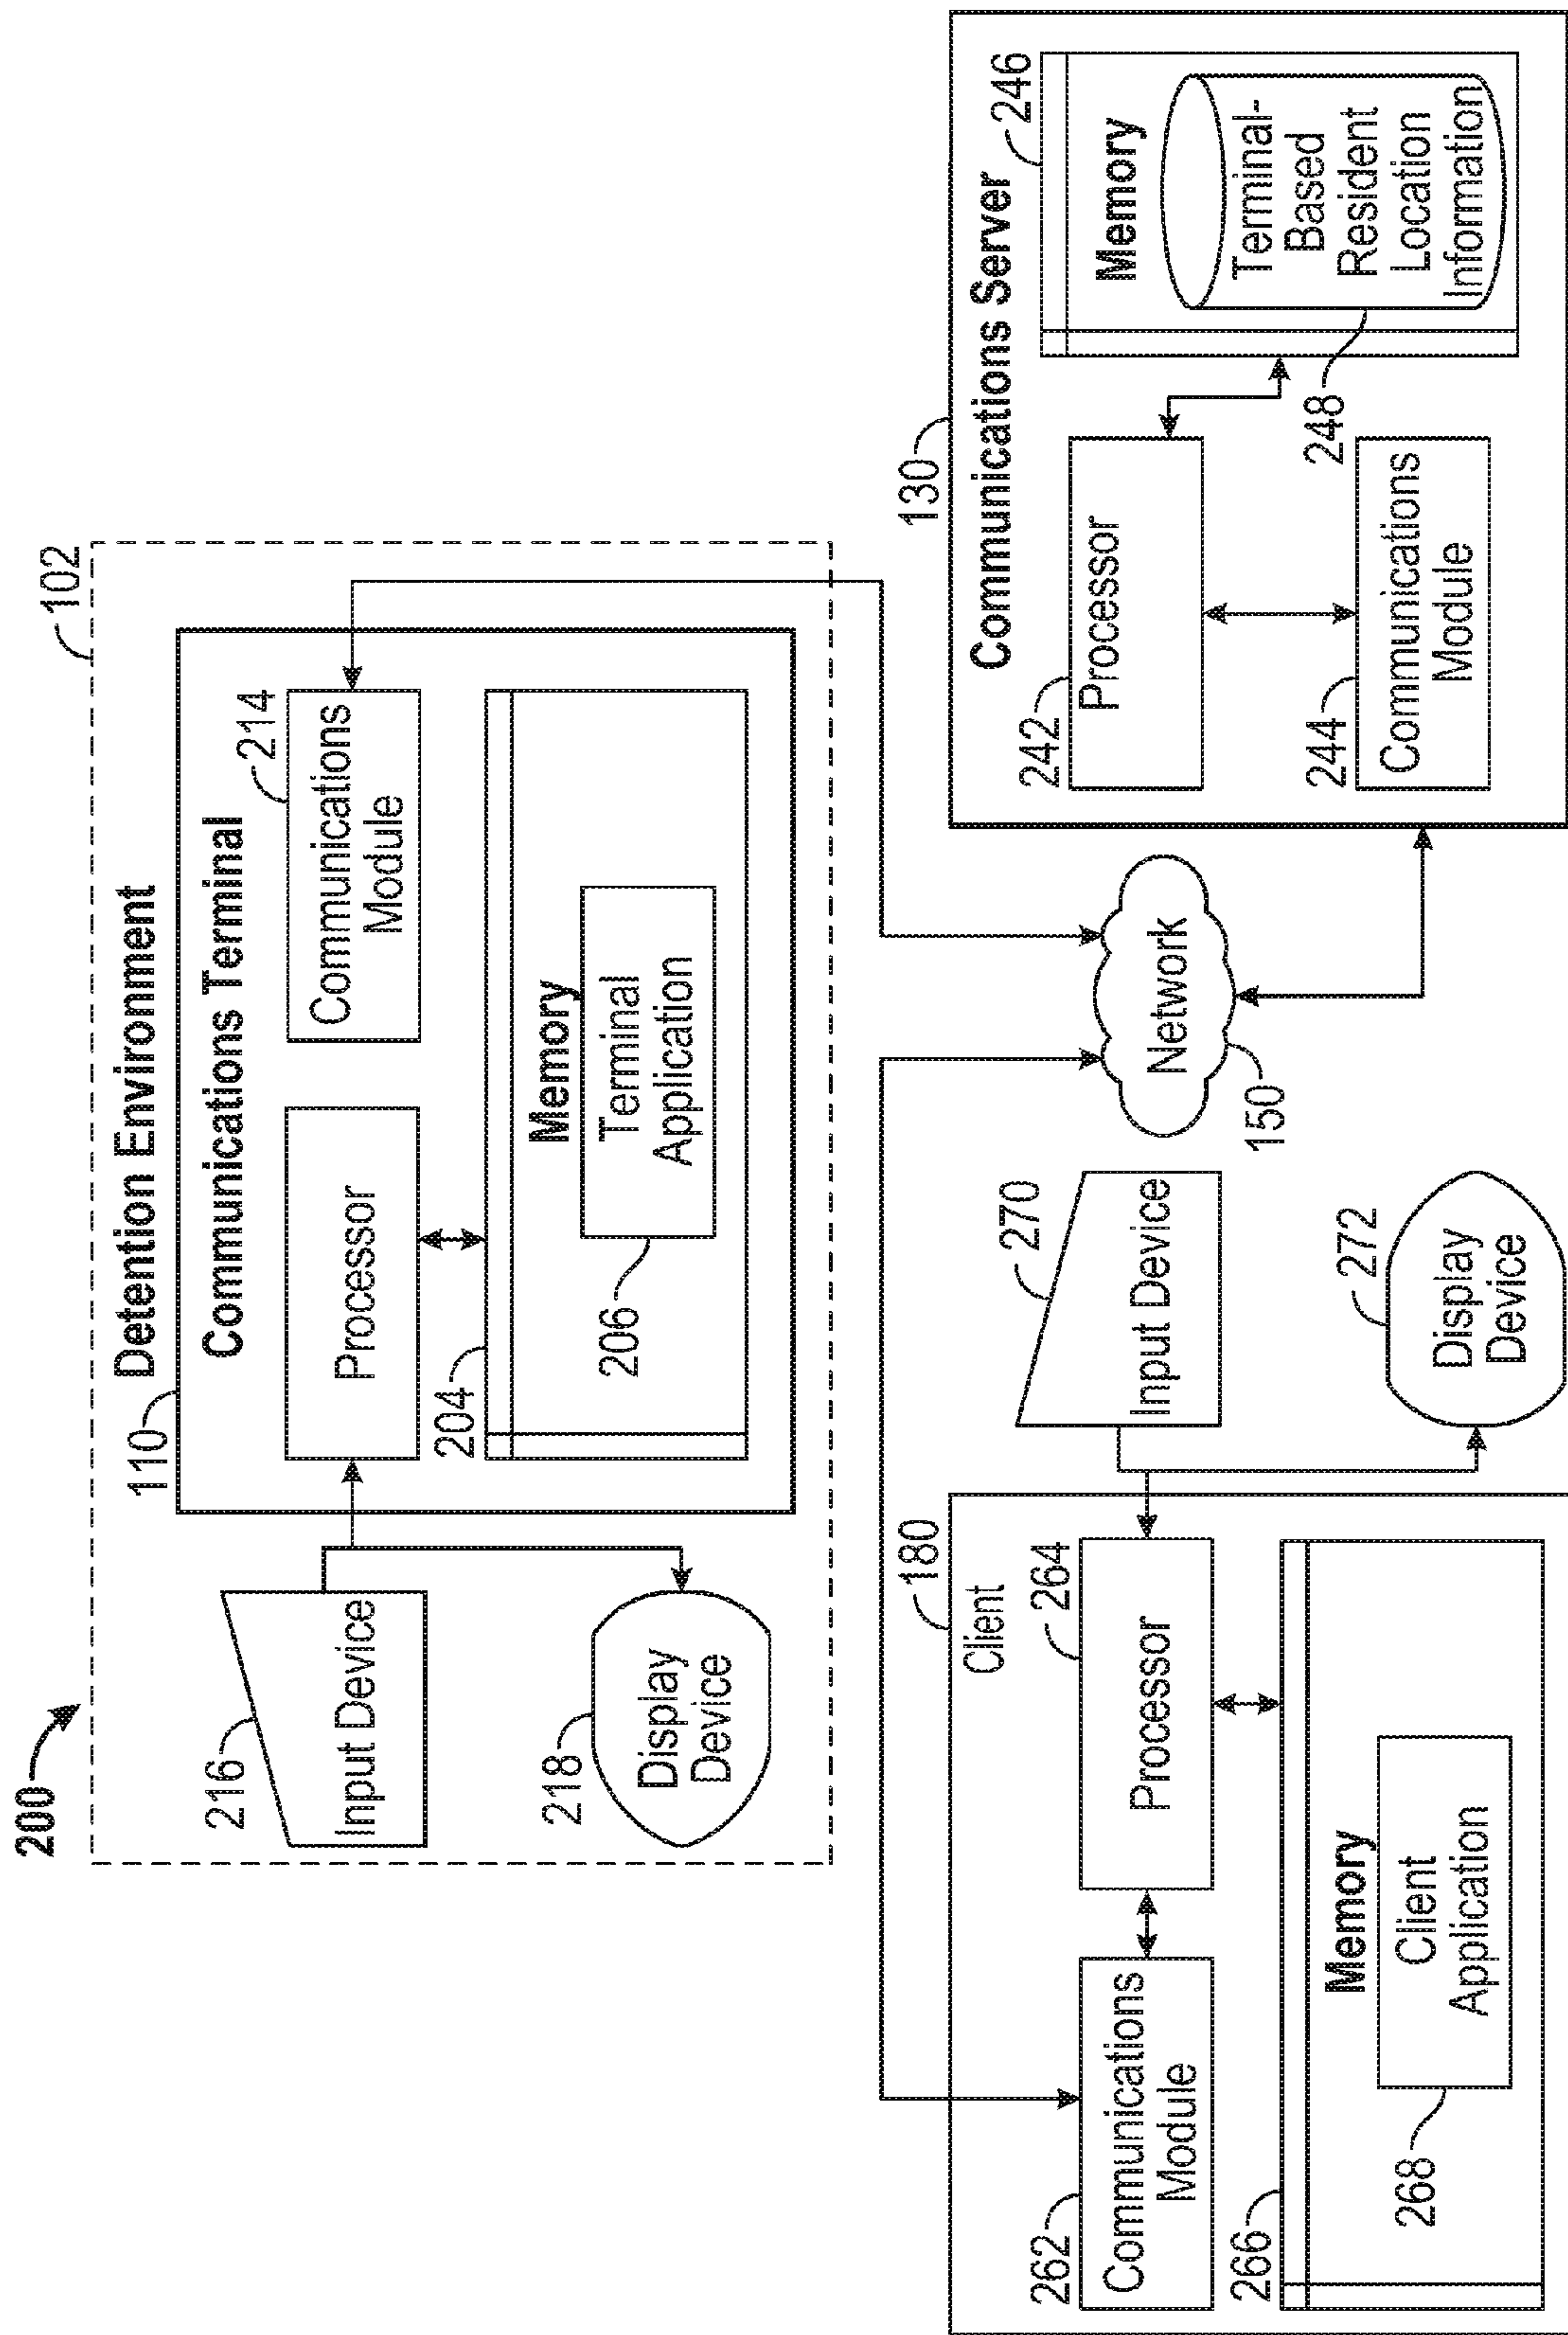 200
102
Detention Environment
110
Communications Terminal
216
Input Device
218
Display
Device
Processor
214
Communications
Module
204
Memory
Terminal
Application
206
180
Client
262
Communications
Module
264
Processor
266
Memory
Client
Application
268
270
Input Device
272
Display
Device
Network
150
130
Communications Server
242
Processor
244
Communications
Module
246
Memory
Terminal-
Based
Resident
Location
Information
248